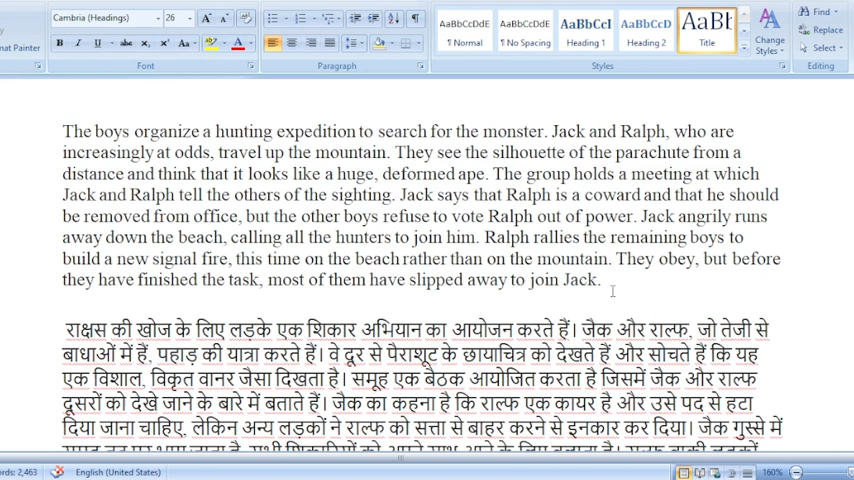 Cambria (Headings) 26
AaBbCcDdE AaBbCcDdE AaBbCcI AaBbCcD AaBb
at Painter
¶ Normal ¶ No Spacing Heading 1 Heading 2 Title Change Styles
Find
Replace
Select
Font Paragraph Styles Editing
The boys organize a hunting expedition to search for the monster. Jack and Ralph, who are
increasingly at odds, travel up the mountain. They see the silhouette of the parachute from a
distance and think that it looks like a huge, deformed ape. The group holds a meeting at which
Jack and Ralph tell the others of the sighting. Jack says that Ralph is a coward and that he should
be removed from office, but the other boys refuse to vote Ralph out of power. Jack angrily runs
away down the beach, calling all the hunters to join him. Ralph rallies the remaining boys to
build a new signal fire, this time on the beach rather than on the mountain. They obey, but before
they have finished the task, most of them have slipped away to join Jack.
राक्षस की खोज के लिए लड़के एक शिकार अभियान का आयोजन करते हैं। जैक और राल्फ, जो तेजी से
बाधाओं में हैं, पहाड़ की यात्रा करते हैं। वे दूर से पैराशूट के छायाचित्र को देखते हैं और सोचते हैं कि यह
एक विशाल, विकृत वानर जैसा दिखता है। समूह एक बैठक आयोजित करता है जिसमें जैक और राल्फ
दूसरों को देखे जाने के बारे में बताते हैं। जैक का कहना है कि राल्फ एक कायर है और उसे पद से हटा
दिया जाना चाहिए, लेकिन अन्य लड़कों ने राल्फ को सत्ता से बाहर करने से इनकार कर दिया। जैक गुस्से में
ords: 2,463 English (United States) 160%